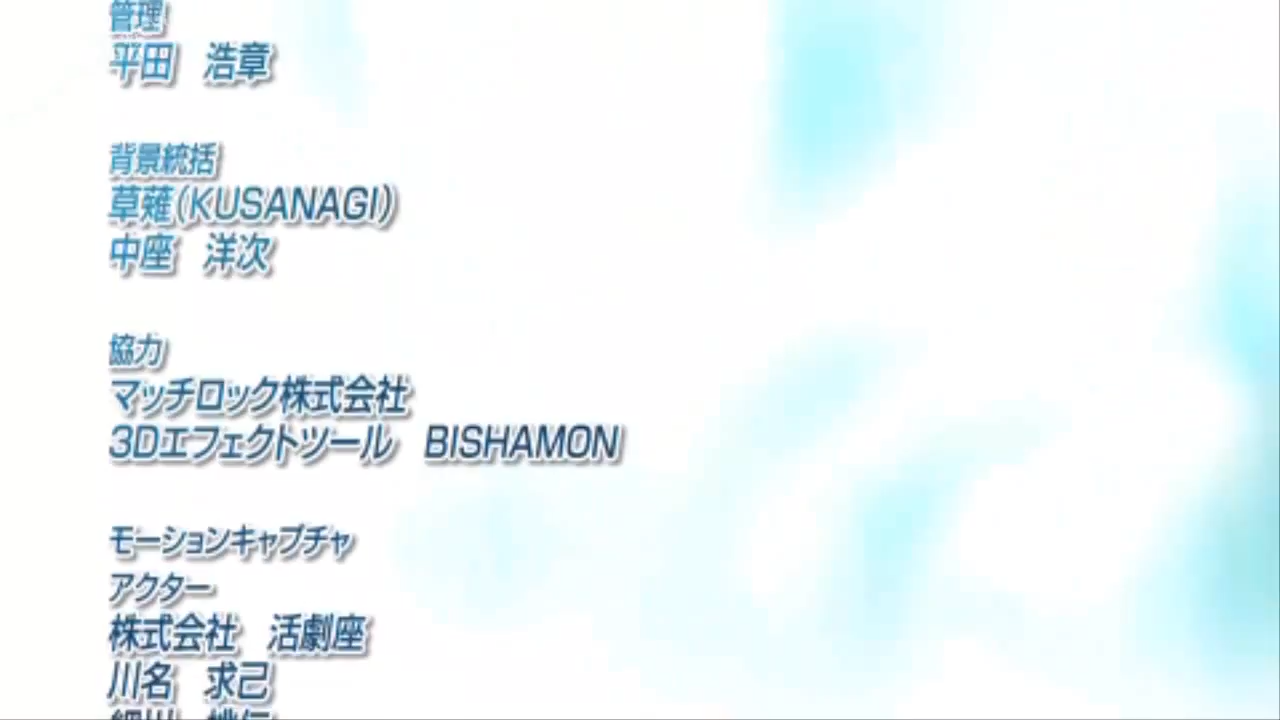 管理
平田　浩章
背景統括
草薙（KUSANAGI）
中座　洋次
協力
マッチロック株式会社
3Dエフェクトツール　BISHAMON
モーションキャプチャ
アクター
株式会社　活劇座
川名　求己